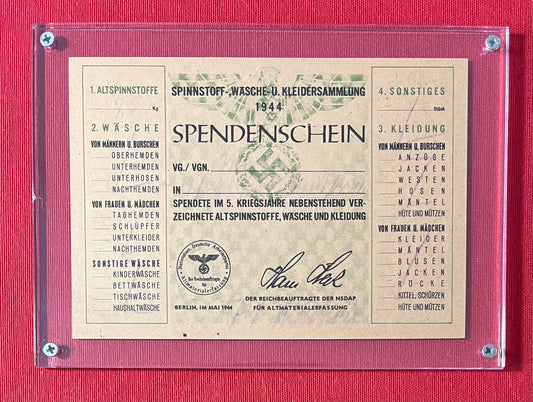 SPINNSTOFF-, WÄSCHE- U. KLEIDERSAMMLUNG
1944
SPENDENSCHEIN
VG./ VGN.
IN
SPENDETE IM 5. KRIEGSJAHRE NEBENSTEHEND VER-
ZEICHNETE ALTSPINNSTOFFE, WÄSCHE UND KLEIDUNG
BERLIN, IM MAI 1944
DER REICHBEAUFTRAGTE DER NSDAP
FÜR ALTMATERIALERFASSUNG
1. ALTSPINNSTOFFE
Kg
2. WÄSCHE
VON MÄNNERN U. BURSCHEN
OBERHEMDEN
UNTERHEMDEN
UNTERHOSEN
NACHTHEMDEN
VON FRAUEN U. MÄDCHEN
TAGHEMDEN
SCHLÜPFER
UNTERKLEIDER
NACHTHEMDEN
SONSTIGE WÄSCHE
KINDERWÄSCHE
BETTWÄSCHE
TISCHWÄSCHE
HAUSHALTWÄSCHE
4. SONSTIGES
Stück
3. KLEIDUNG
VON MÄNNERN U. BURSCHEN
ANZÜGE
JACKEN
WESTEN
HOSEN
MÄNTEL
HÜTE UND MÜTZEN
VON FRAUEN U. MÄDCHEN
KLEIDER
MÄNTEL
BLUSEN
JACKEN
RÖCKE
KITTEL, SCHÜRZEN
HÜTE UND MÜTZEN